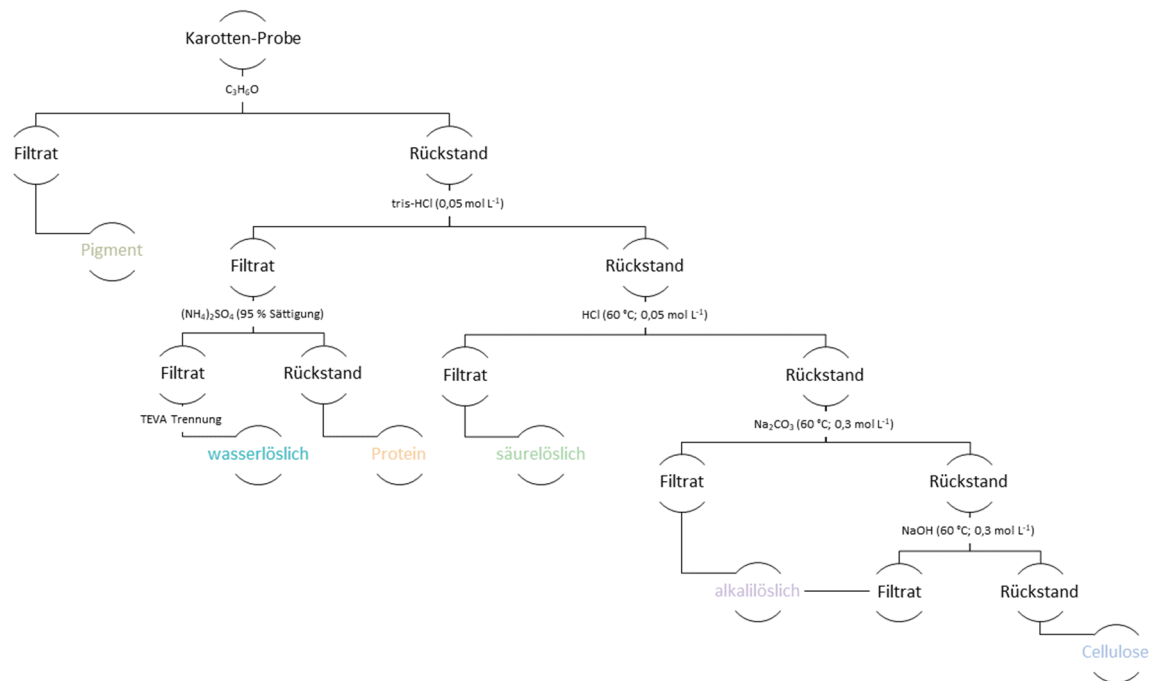 Karotten-Probe
C₃H₆O
Filtrat
Rückstand
tris-HCl (0,05 mol L⁻¹)
Pigment
Filtrat
Rückstand
(NH₄)₂SO₄ (95 % Sättigung)
HCl (60 °C; 0,05 mol L⁻¹)
Filtrat
Rückstand
Filtrat
Rückstand
TEVA Trennung
Na₂CO₃ (60 °C; 0,3 mol L⁻¹)
wasserlöslich
Protein
säurelöslich
Filtrat
Rückstand
NaOH (60 °C; 0,3 mol L⁻¹)
alkalilöslich
Filtrat
Rückstand
Cellulose